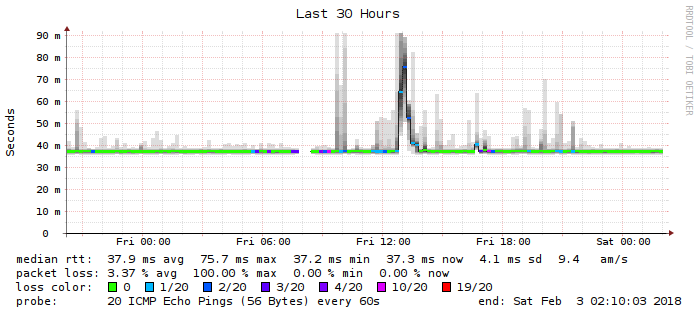 Last 30 Hours
RRDTOOL / TOBI OETIKER
Seconds
90 m
80 m
70 m
60 m
50 m
40 m
30 m
20 m
10 m
0
Fri 00:00 Fri 06:00 Fri 12:00 Fri 18:00 Sat 00:00
median rtt: 37.9 ms avg 75.7 ms max 37.2 ms min 37.3 ms now 4.1 ms sd 9.4 am/s
packet loss: 3.37 % avg 100.00 % max 0.00 % min 0.00 % now
loss color: 0 1/20 2/20 3/20 4/20 10/20 19/20
probe: 20 ICMP Echo Pings (56 Bytes) every 60s end: Sat Feb 3 02:10:03 2018